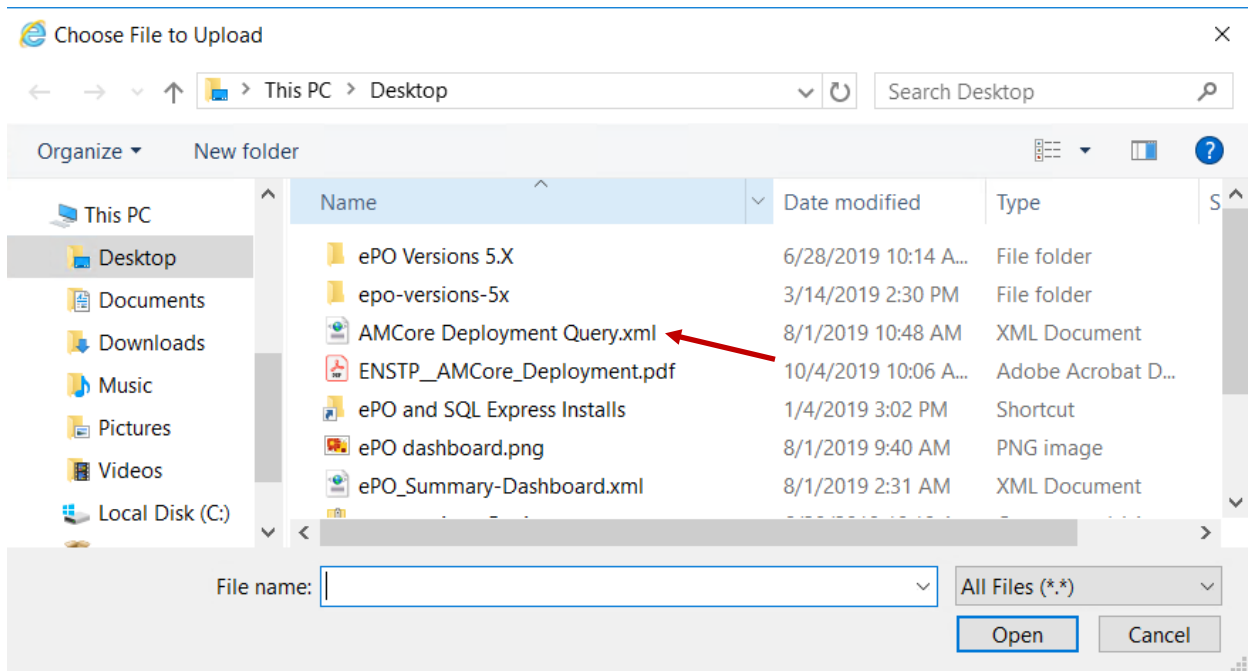 Choose File to Upload
This PC > Desktop
Search Desktop
Organize
New folder
This PC
Desktop
Documents
Downloads
Music
Pictures
Videos
Local Disk (C:)
Name Date modified Type S
ePO Versions 5.X 6/28/2019 10:14 A... File folder
epo-versions-5x 3/14/2019 2:30 PM File folder
AMCore Deployment Query.xml 8/1/2019 10:48 AM XML Document
ENSTP__AMCore_Deployment.pdf 10/4/2019 10:06 A... Adobe Acrobat D...
ePO and SQL Express Installs 1/4/2019 3:02 PM Shortcut
ePO dashboard.png 8/1/2019 9:40 AM PNG image
ePO_Summary-Dashboard.xml 8/1/2019 2:31 AM XML Document
File name:
All Files (*.*)
Open
Cancel